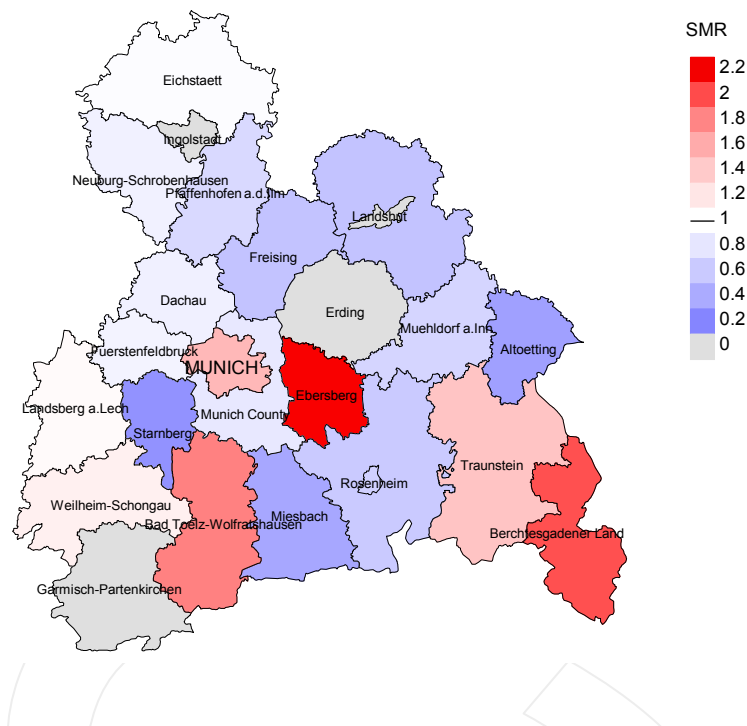 SMR
2.2
2
1.8
1.6
1.4
1.2
1
0.8
0.6
0.4
0.2
0
Eichstaett
Ingolstadt
Neuburg-Schrobenhausen
Pfaffenhofen a.d.Ilm
Landshut
Freising
Dachau
Erding
Muehldorf a.Inn
Altoetting
Fuerstenfeldbruck
MUNICH
Ebersberg
Landsberg a.Lech
Munich County
Starnberg
Traunstein
Rosenheim
Weilheim-Schongau
Miesbach
Bad Toelz-Wolfratshausen
Berchtesgadener Land
Garmisch-Partenkirchen